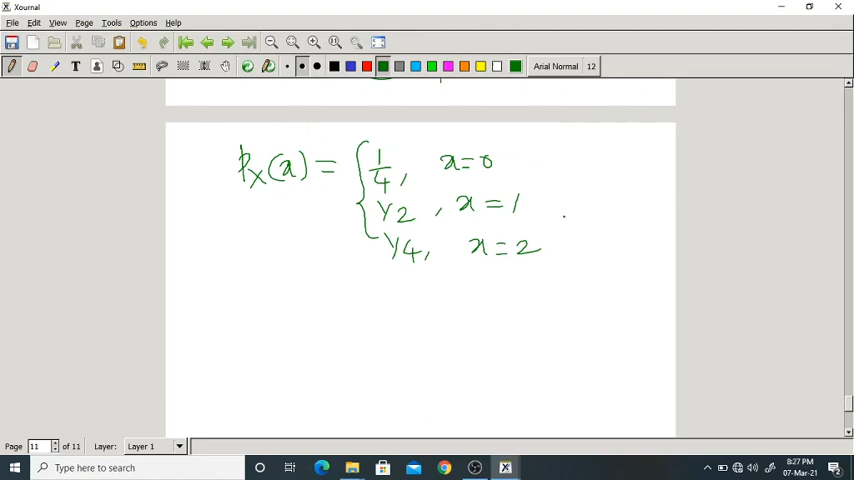 Xournal
File Edit View Page Tools Options Help
Arial Normal 12
pX(x) = { 1/4, x=0
1/2, x=1
1/4, x=2
Page 11 of 11 Layer: Layer 1
Type here to search
8:27 PM
07-Mar-21
2